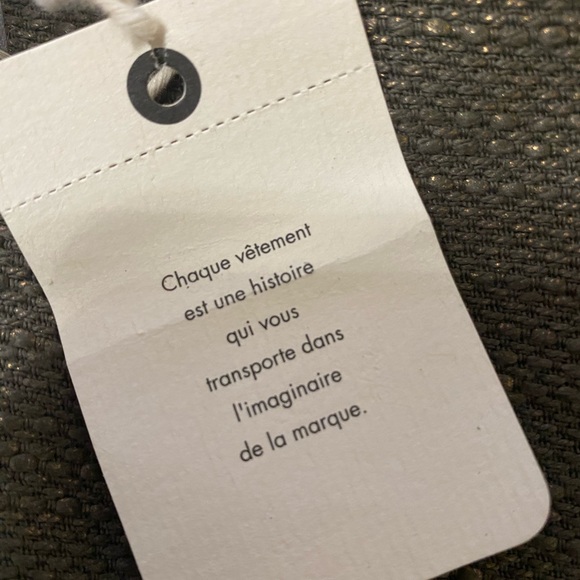 Chaque vêtement
est une histoire
qui vous
transporte dans
l'imaginaire
de la marque.